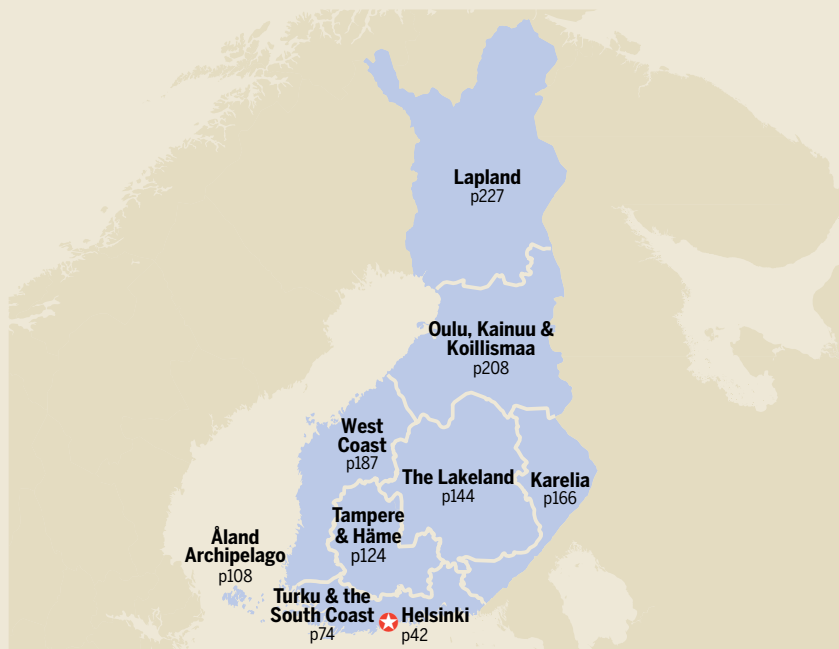 Lapland
p227
Oulu, Kainuu &
Koillismaa
p208
West
Coast
p187
The Lakeland
p144
Karelia
p166
Tampere
& Häme
p124
Åland
Archipelago
p108
Turku & the
South Coast
p74
Helsinki
p42